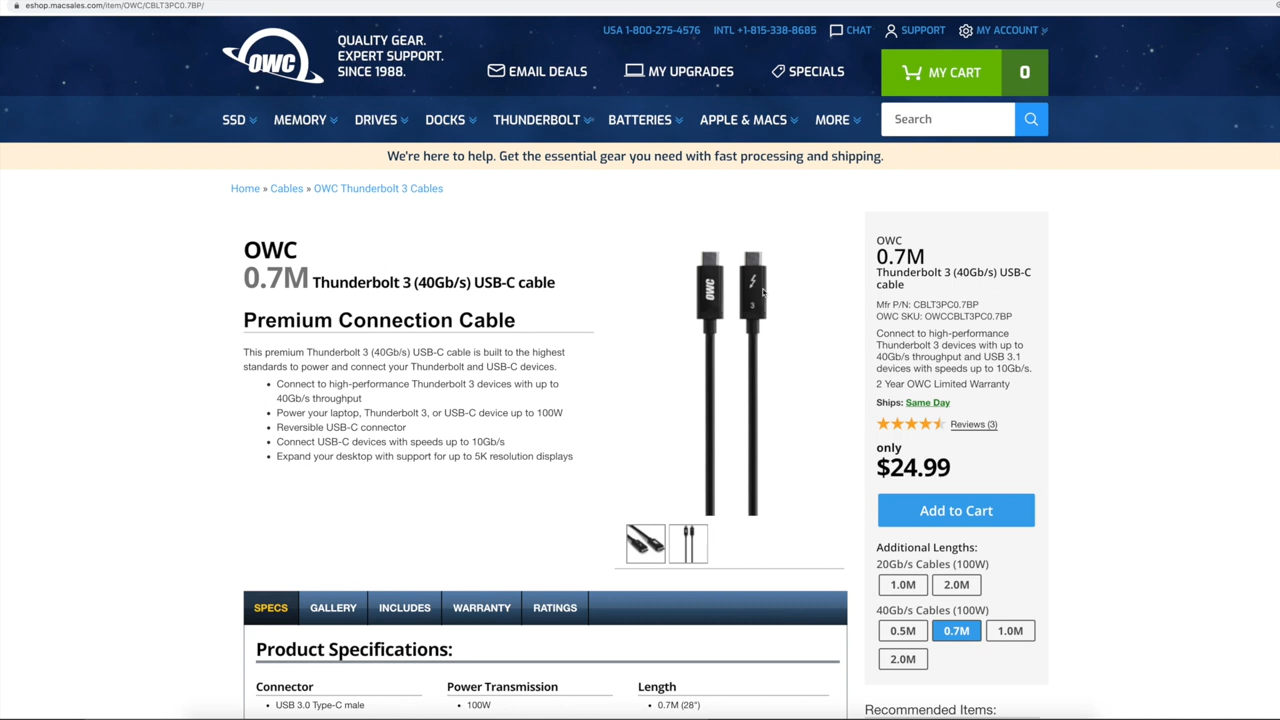 eshop.macsales.com/item/OWC/CBLT3PC0.7BP/
USA 1-800-275-4576 INTL +1-815-338-8685 CHAT SUPPORT MY ACCOUNT
OWC
QUALITY GEAR.
EXPERT SUPPORT.
SINCE 1988.
EMAIL DEALS MY UPGRADES SPECIALS MY CART 0
SSD MEMORY DRIVES DOCKS THUNDERBOLT BATTERIES APPLE & MACS MORE Search
We're here to help. Get the essential gear you need with fast processing and shipping.
Home » Cables » OWC Thunderbolt 3 Cables
OWC
0.7M Thunderbolt 3 (40Gb/s) USB-C cable
Premium Connection Cable
This premium Thunderbolt 3 (40Gb/s) USB-C cable is built to the highest
standards to power and connect your Thunderbolt and USB-C devices.
• Connect to high-performance Thunderbolt 3 devices with up to
40Gb/s throughput
• Power your laptop, Thunderbolt 3, or USB-C device up to 100W
• Reversible USB-C connector
• Connect USB-C devices with speeds up to 10Gb/s
• Expand your desktop with support for up to 5K resolution displays
OWC
3
OWC
0.7M
Thunderbolt 3 (40Gb/s) USB-C
cable
Mfr P/N: CBLT3PC0.7BP
OWC SKU: OWCCBLT3PC0.7BP
Connect to high-performance
Thunderbolt 3 devices with up to
40Gb/s throughput and USB 3.1
devices with speeds up to 10Gb/s.
2 Year OWC Limited Warranty
Ships: Same Day
Reviews (3)
only
$24.99
Add to Cart
Additional Lengths:
20Gb/s Cables (100W)
1.0M 2.0M
40Gb/s Cables (100W)
0.5M 0.7M 1.0M
2.0M
Recommended Items:
SPECS GALLERY INCLUDES WARRANTY RATINGS
Product Specifications:
Connector Power Transmission Length
• USB 3.0 Type-C male • 100W • 0.7M (28")